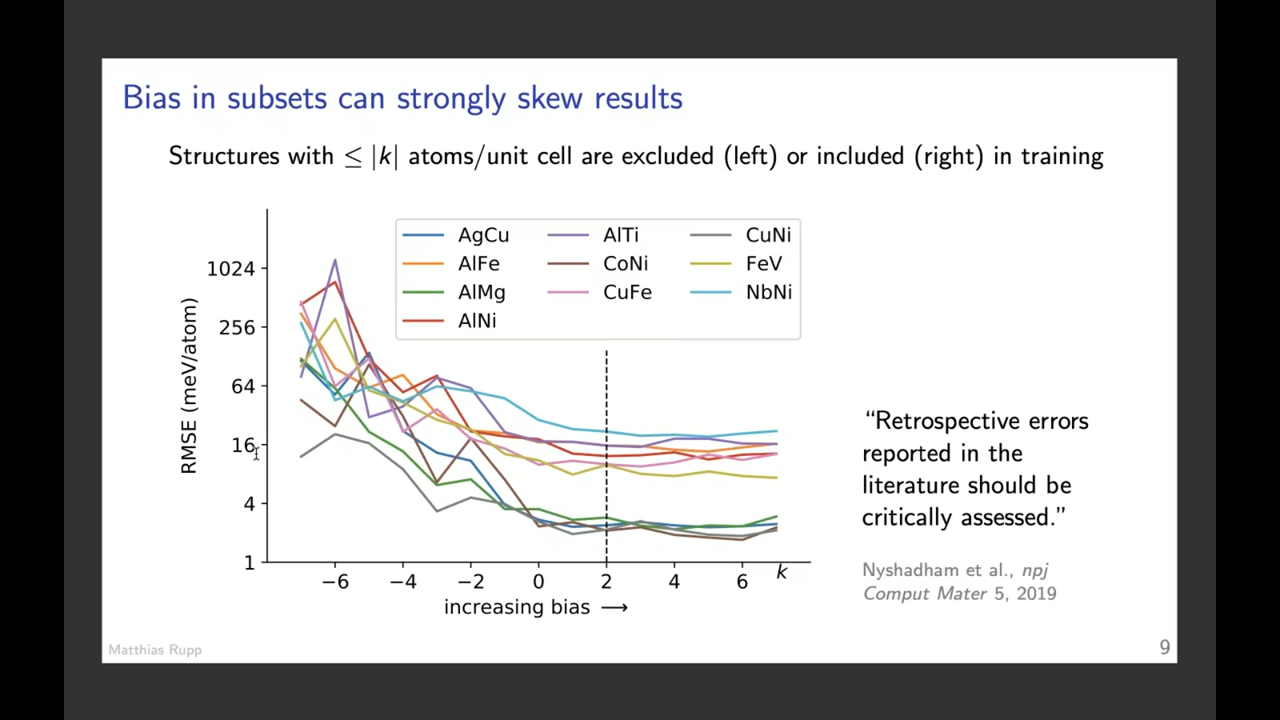 Bias in subsets can strongly skew results
Structures with ≤ |k| atoms/unit cell are excluded (left) or included (right) in training
AgCu
AlFe
AlMg
AlNi
AlTi
CoNi
CuFe
CuNi
FeV
NbNi
RMSE (meV/atom)
1024
256
64
16
4
1
−6 −4 −2 0 2 4 6 k
increasing bias ⟶
“Retrospective errors
reported in the
literature should be
critically assessed.”
Nyshadham et al., npj
Comput Mater 5, 2019
Matthias Rupp
9